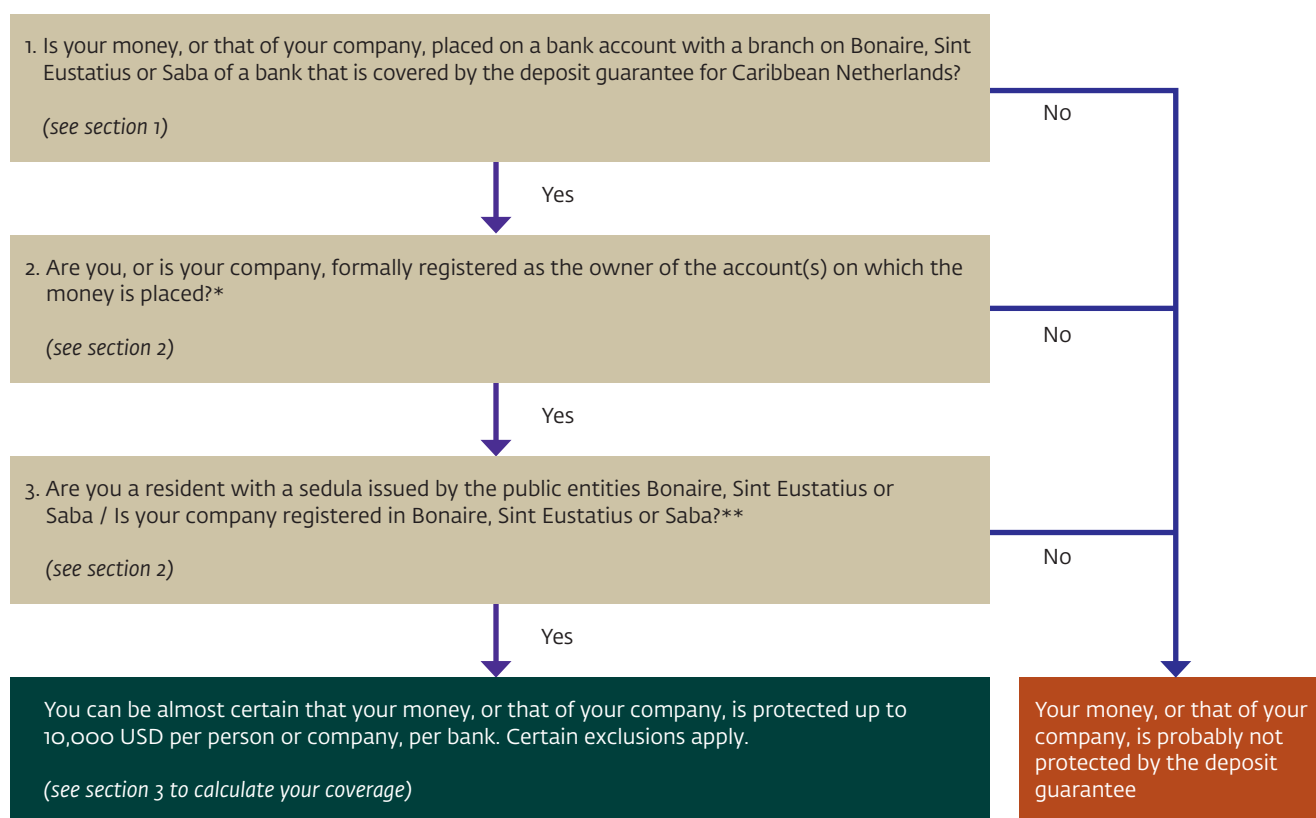 1. Is your money, or that of your company, placed on a bank account with a branch on Bonaire, Sint
Eustatius or Saba of a bank that is covered by the deposit guarantee for Caribbean Netherlands?
(see section 1)
No
Yes
2. Are you, or is your company, formally registered as the owner of the account(s) on which the
money is placed?*
(see section 2)
No
Yes
3. Are you a resident with a sedula issued by the public entities Bonaire, Sint Eustatius or
Saba / Is your company registered in Bonaire, Sint Eustatius or Saba?**
(see section 2)
No
Yes
You can be almost certain that your money, or that of your company, is protected up to
10,000 USD per person or company, per bank. Certain exclusions apply.
(see section 3 to calculate your coverage)
Your money, or that of your
company, is probably not
protected by the deposit
guarantee